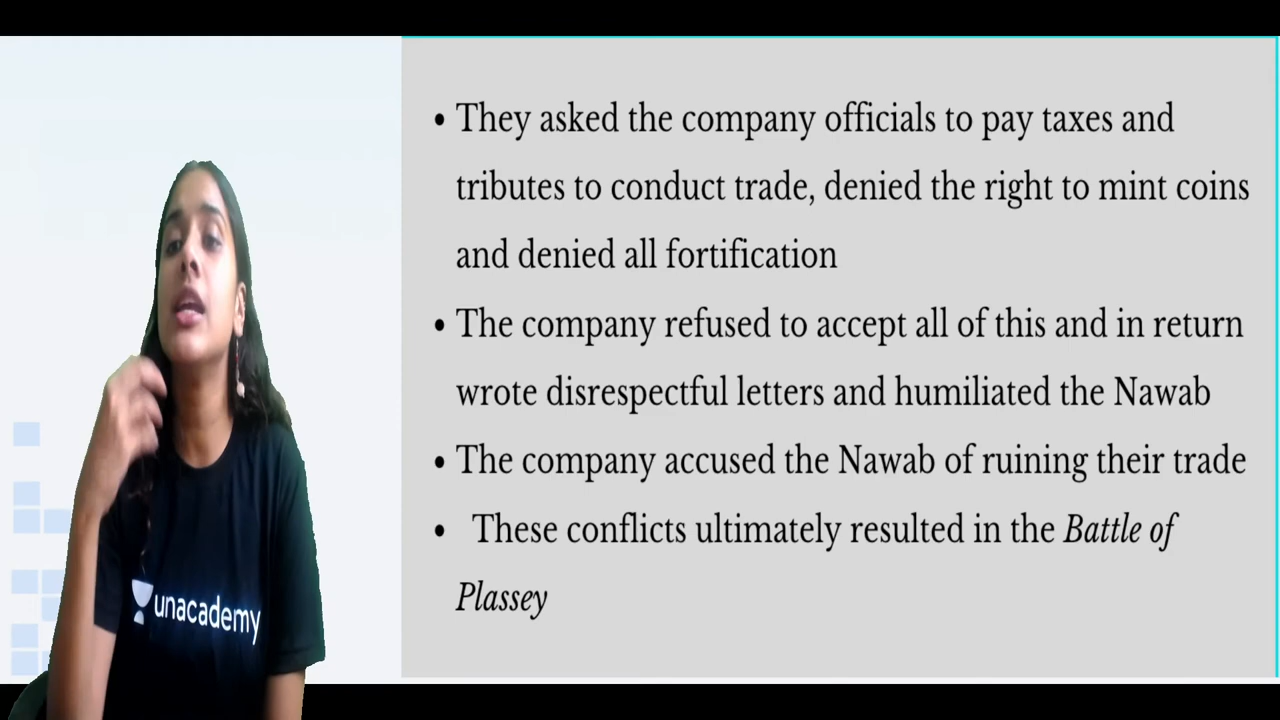 • They asked the company officials to pay taxes and
tributes to conduct trade, denied the right to mint coins
and denied all fortification
• The company refused to accept all of this and in return
wrote disrespectful letters and humiliated the Nawab
• The company accused the Nawab of ruining their trade
• These conflicts ultimately resulted in the Battle of
Plassey
unacademy